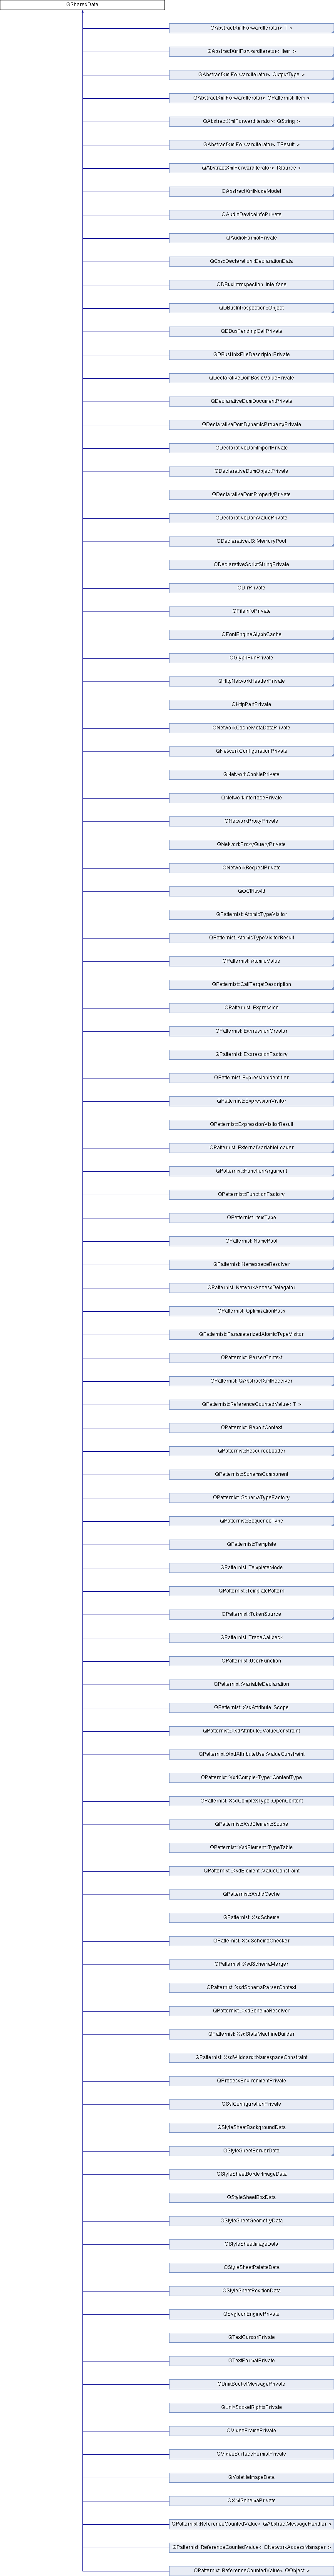 QSharedData
QAbstractXmlForwardIterator< T >
QAbstractXmlForwardIterator< Item >
QAbstractXmlForwardIterator< OutputType >
QAbstractXmlForwardIterator< QPatternist::Item >
QAbstractXmlForwardIterator< QString >
QAbstractXmlForwardIterator< TResult >
QAbstractXmlForwardIterator< TSource >
QAbstractXmlNodeModel
QAudioDeviceInfoPrivate
QAudioFormatPrivate
QCss::Declaration::DeclarationData
QDBusIntrospection::Interface
QDBusIntrospection::Object
QDBusPendingCallPrivate
QDBusUnixFileDescriptorPrivate
QDeclarativeDomBasicValuePrivate
QDeclarativeDomDocumentPrivate
QDeclarativeDomDynamicPropertyPrivate
QDeclarativeDomImportPrivate
QDeclarativeDomObjectPrivate
QDeclarativeDomPropertyPrivate
QDeclarativeDomValuePrivate
QDeclarativeJS::MemoryPool
QDeclarativeScriptStringPrivate
QDirPrivate
QFileInfoPrivate
QFontEngineGlyphCache
QGlyphRunPrivate
QHttpNetworkHeaderPrivate
QHttpPartPrivate
QNetworkCacheMetaDataPrivate
QNetworkConfigurationPrivate
QNetworkCookiePrivate
QNetworkInterfacePrivate
QNetworkProxyPrivate
QNetworkProxyQueryPrivate
QNetworkRequestPrivate
QOCIRowId
QPatternist::AtomicTypeVisitor
QPatternist::AtomicTypeVisitorResult
QPatternist::AtomicValue
QPatternist::CallTargetDescription
QPatternist::Expression
QPatternist::ExpressionCreator
QPatternist::ExpressionFactory
QPatternist::ExpressionIdentifier
QPatternist::ExpressionVisitor
QPatternist::ExpressionVisitorResult
QPatternist::ExternalVariableLoader
QPatternist::FunctionArgument
QPatternist::FunctionFactory
QPatternist::ItemType
QPatternist::NamePool
QPatternist::NamespaceResolver
QPatternist::NetworkAccessDelegator
QPatternist::OptimizationPass
QPatternist::ParameterizedAtomicTypeVisitor
QPatternist::ParserContext
QPatternist::QAbstractXmlReceiver
QPatternist::ReferenceCountedValue< T >
QPatternist::ReportContext
QPatternist::ResourceLoader
QPatternist::SchemaComponent
QPatternist::SchemaTypeFactory
QPatternist::SequenceType
QPatternist::Template
QPatternist::TemplateMode
QPatternist::TemplatePattern
QPatternist::TokenSource
QPatternist::TraceCallback
QPatternist::UserFunction
QPatternist::VariableDeclaration
QPatternist::XsdAttribute::Scope
QPatternist::XsdAttribute::ValueConstraint
QPatternist::XsdAttributeUse::ValueConstraint
QPatternist::XsdComplexType::ContentType
QPatternist::XsdComplexType::OpenContent
QPatternist::XsdElement::Scope
QPatternist::XsdElement::TypeTable
QPatternist::XsdElement::ValueConstraint
QPatternist::XsdIdCache
QPatternist::XsdSchema
QPatternist::XsdSchemaChecker
QPatternist::XsdSchemaMerger
QPatternist::XsdSchemaParserContext
QPatternist::XsdSchemaResolver
QPatternist::XsdStateMachineBuilder
QPatternist::XsdWildcard::NamespaceConstraint
QProcessEnvironmentPrivate
QSslConfigurationPrivate
QStyleSheetBackgroundData
QStyleSheetBorderData
QStyleSheetBorderImageData
QStyleSheetBoxData
QStyleSheetGeometryData
QStyleSheetImageData
QStyleSheetPaletteData
QStyleSheetPositionData
QSvgIconEnginePrivate
QTextCursorPrivate
QTextFormatPrivate
QUnixSocketMessagePrivate
QUnixSocketRightsPrivate
QVideoFramePrivate
QVideoSurfaceFormatPrivate
QVolatileImageData
QXmlSchemaPrivate
QPatternist::ReferenceCountedValue< QAbstractMessageHandler >
QPatternist::ReferenceCountedValue< QNetworkAccessManager >
QPatternist::ReferenceCountedValue< QObject >